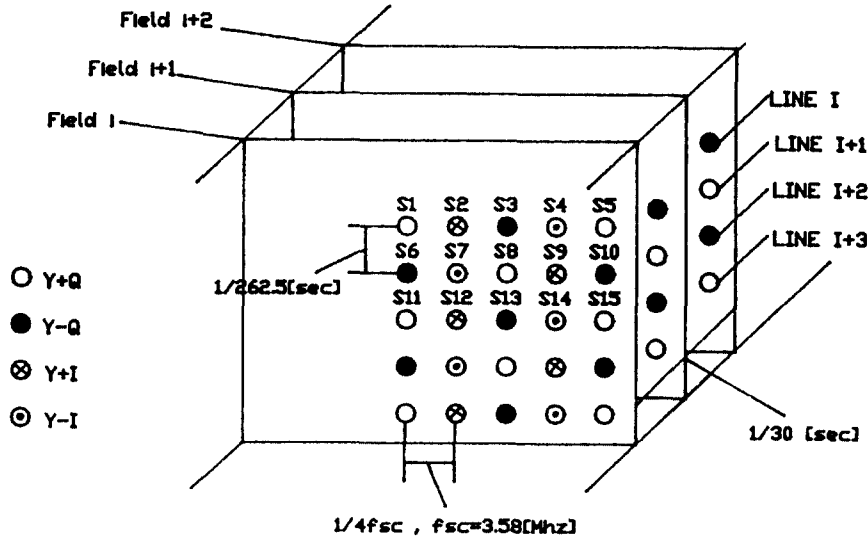 Field i+2
Field i+1
Field i
LINE I
LINE I+1
LINE I+2
LINE I+3
S1 S2 S3 S4 S5
S6 S7 S8 S9 S10
1/262.5[sec]
S11 S12 S13 S14 S15
Y+Q
Y-Q
Y+I
Y-I
1/30 [sec]
1/4fsc , fsc=3.58[Mhz]